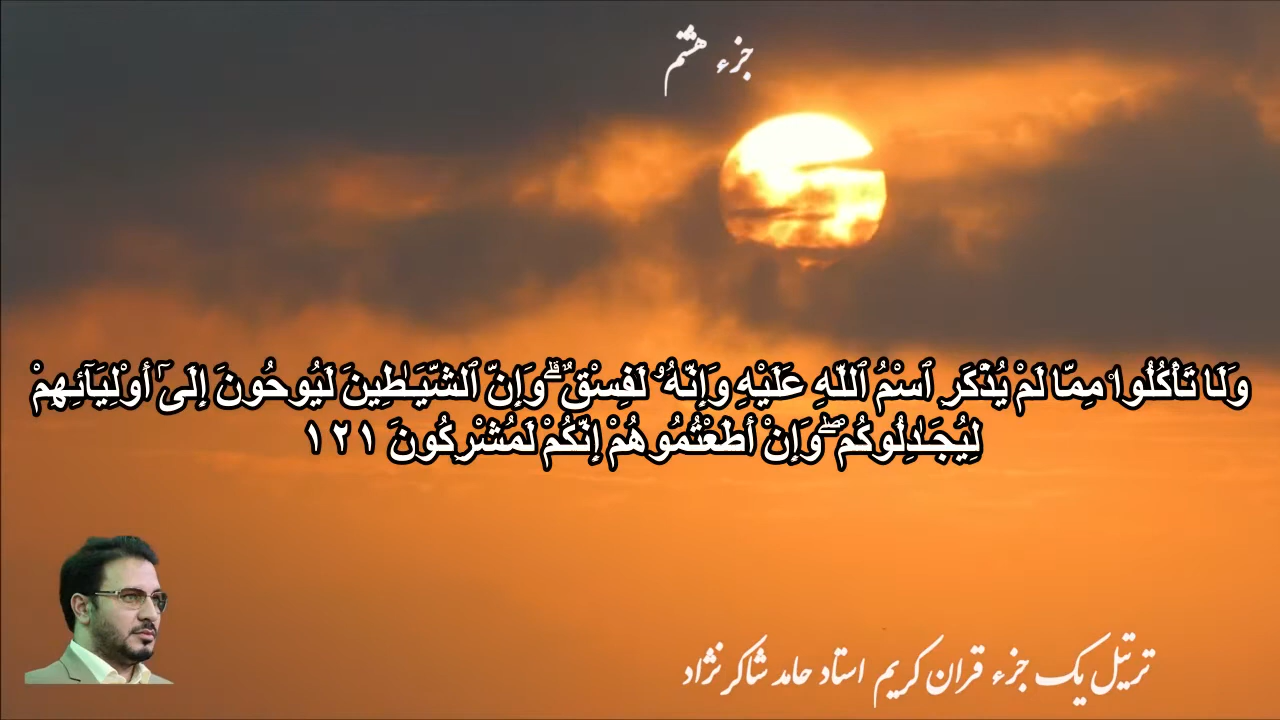 جزء هشتم
وَلَا تَأْكُلُوا۟ مِمَّا لَمْ يُذْكَرِ ٱسْمُ ٱللَّهِ عَلَيْهِ وَإِنَّهُۥ لَفِسْقٌ ۗ وَإِنَّ ٱلشَّيَـٰطِينَ لَيُوحُونَ إِلَىٰٓ أَوْلِيَآئِهِمْ
لِيُجَـٰدِلُوكُمْ ۖ وَإِنْ أَطَعْتُمُوهُمْ إِنَّكُمْ لَمُشْرِكُونَ ١٢١
ترتیل یک جزء قران کریم استاد حامد شاکرنژاد